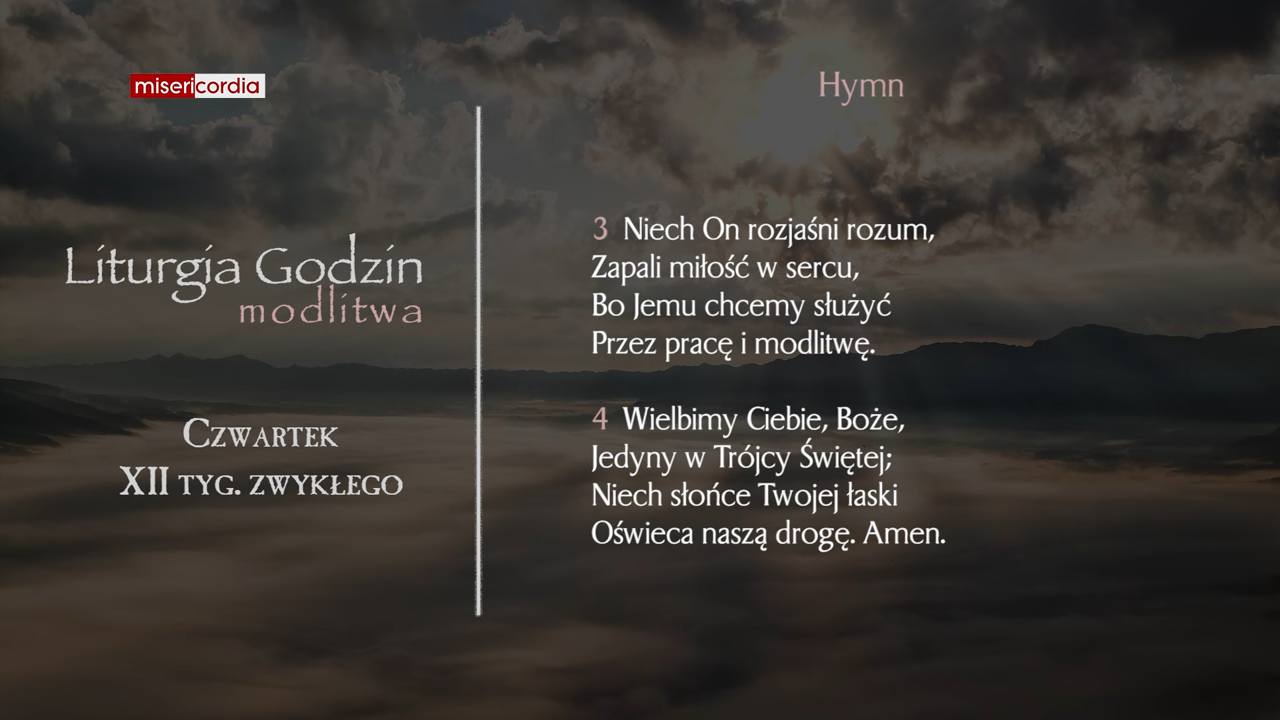 misericordia
Liturgia Godzin
modlitwa
Czwartek
XII tyg. zwykłego
Hymn
3 Niech On rozjaśni rozum,
Zapali miłość w sercu,
Bo Jemu chcemy służyć
Przez pracę i modlitwę.
4 Wielbimy Ciebie, Boże,
Jedyny w Trójcy Świętej;
Niech słońce Twojej łaski
Oświeca naszą drogę. Amen.